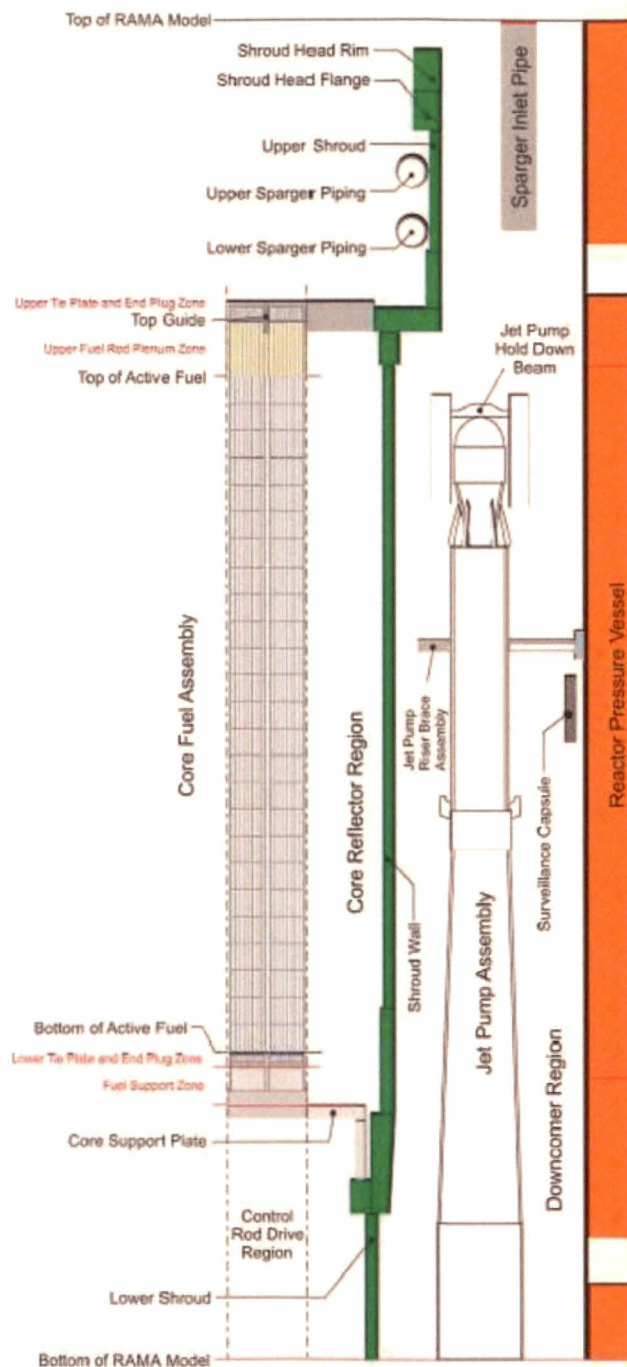 Top of RAMA Model
Shroud Head Rim
Shroud Head Flange
Upper Shroud
Upper Sparger Piping
Lower Sparger Piping
Sparger Inlet Pipe
Upper Tie Plate and End Plug Zone
Top Guide
Upper Fuel Rod Plenum Zone
Top of Active Fuel
Jet Pump
Hold Down
Beam
Core Fuel Assembly
Core Reflector Region
Jet Pump
Riser Brace
Assembly
Surveillance Capsule
Reactor Pressure Vessel
Shroud Wall
Jet Pump Assembly
Downcomer Region
Bottom of Active Fuel
Lower Tie Plate and End Plug Zone
Fuel Support Zone
Core Support Plate
Control
Rod Drive
Region
Lower Shroud
Bottom of RAMA Model